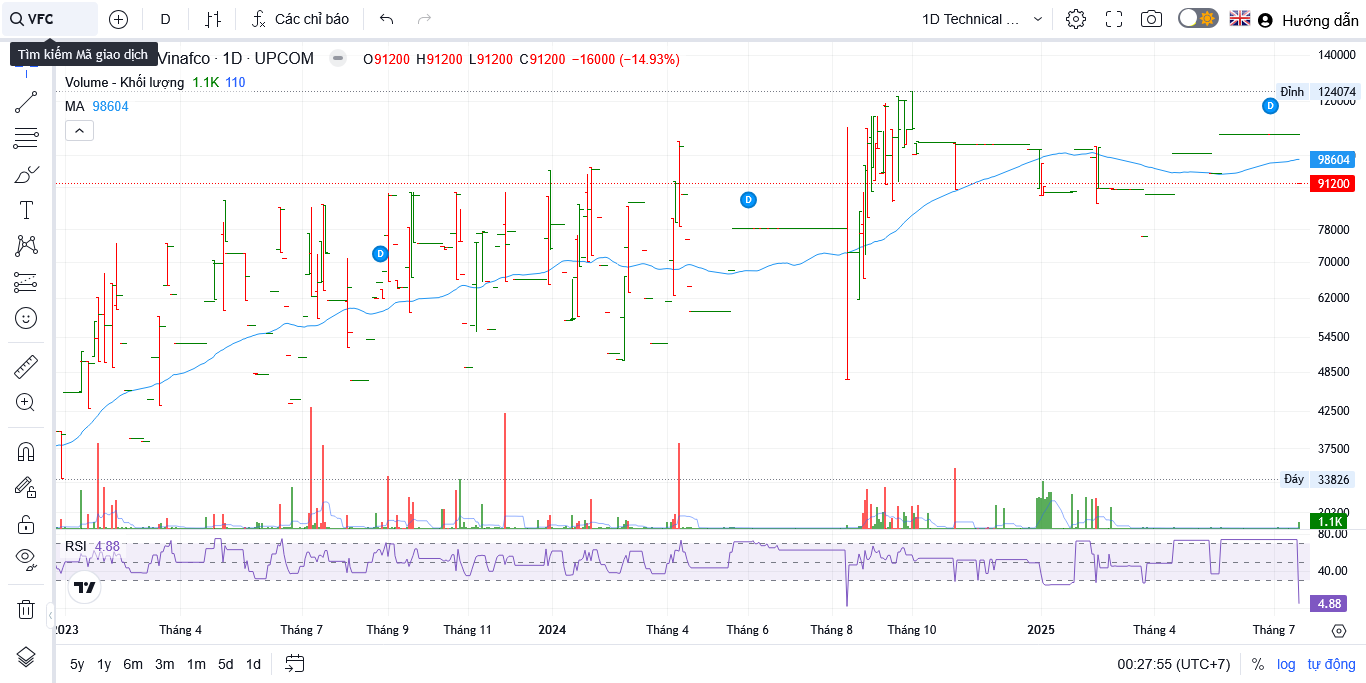 VFC
D
Các chỉ báo
1D Technical ...
Hướng dẫn
Tìm kiếm Mã giao dịch
Vinafco · 1D · UPCOM
O91200 H91200 L91200 C91200 −16000 (−14.93%)
Volume - Khối lượng 1.1K 110
MA 98604
140000
Đỉnh 124074
120000
D
98604
91200
D
78000
D
70000
62000
54500
48500
42500
37500
Đáy 33826
1.1K
80.00
RSI 4.88
40.00
4.88
2023 Tháng 4 Tháng 7 Tháng 9 Tháng 11 2024 Tháng 4 Tháng 6 Tháng 8 Tháng 10 2025 Tháng 4 Tháng 7
5y 1y 6m 3m 1m 5d 1d
00:27:55 (UTC+7) % log tự động